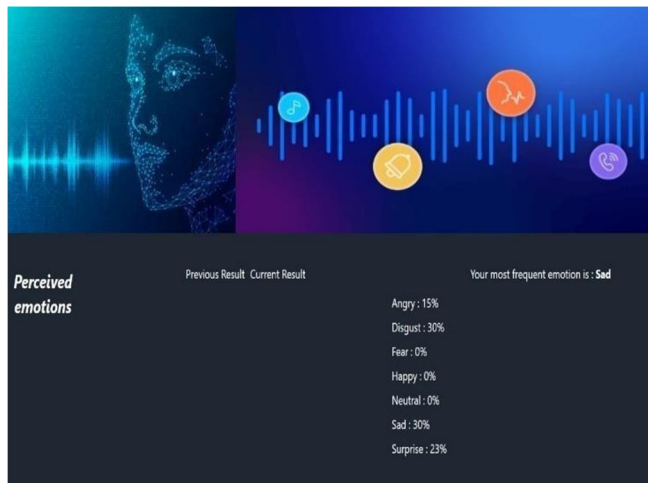 Perceived
emotions
Previous Result Current Result
Your most frequent emotion is : Sad
Angry : 15%
Disgust : 30%
Fear : 0%
Happy : 0%
Neutral : 0%
Sad : 30%
Surprise : 23%